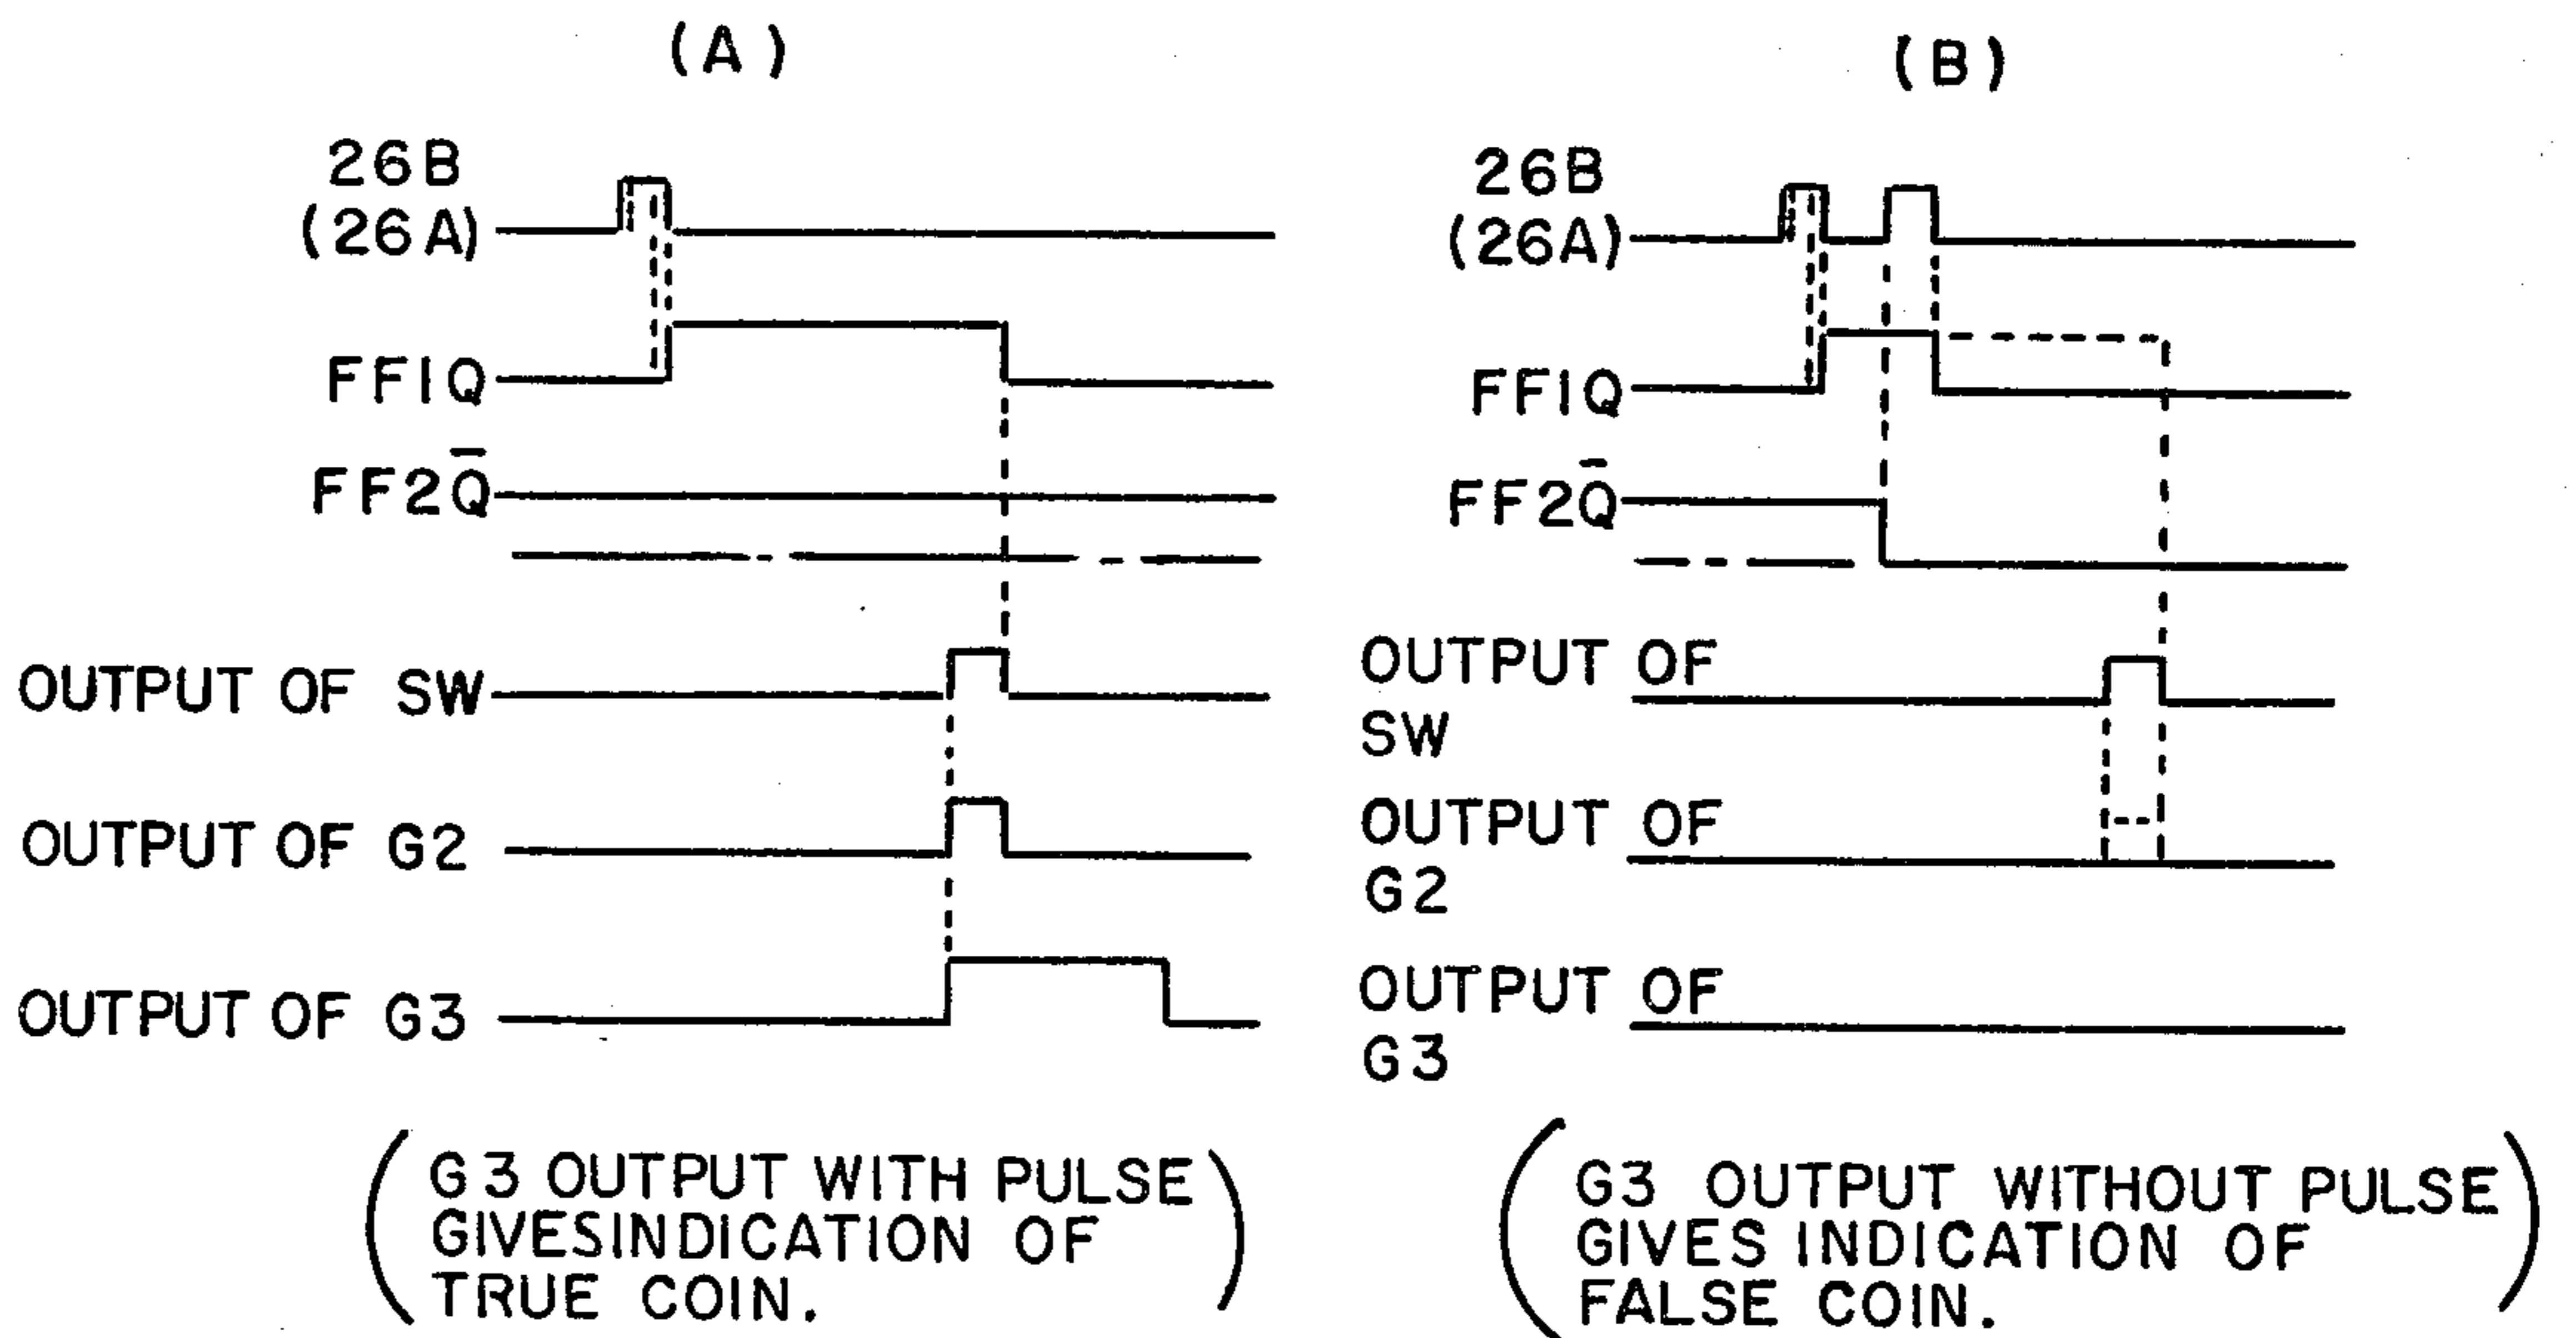 (A)
26B
(26A)
FF1Q
FF2Q̅
OUTPUT OF SW
OUTPUT OF G2
OUTPUT OF G3
(G3 OUTPUT WITH PULSE
GIVESINDICATION OF
TRUE COIN.)
(B)
26B
(26A)
FF1Q
FF2Q̅
OUTPUT OF
SW
OUTPUT OF
G2
OUTPUT OF
G3
(G3 OUTPUT WITHOUT PULSE
GIVES INDICATION OF
FALSE COIN.)